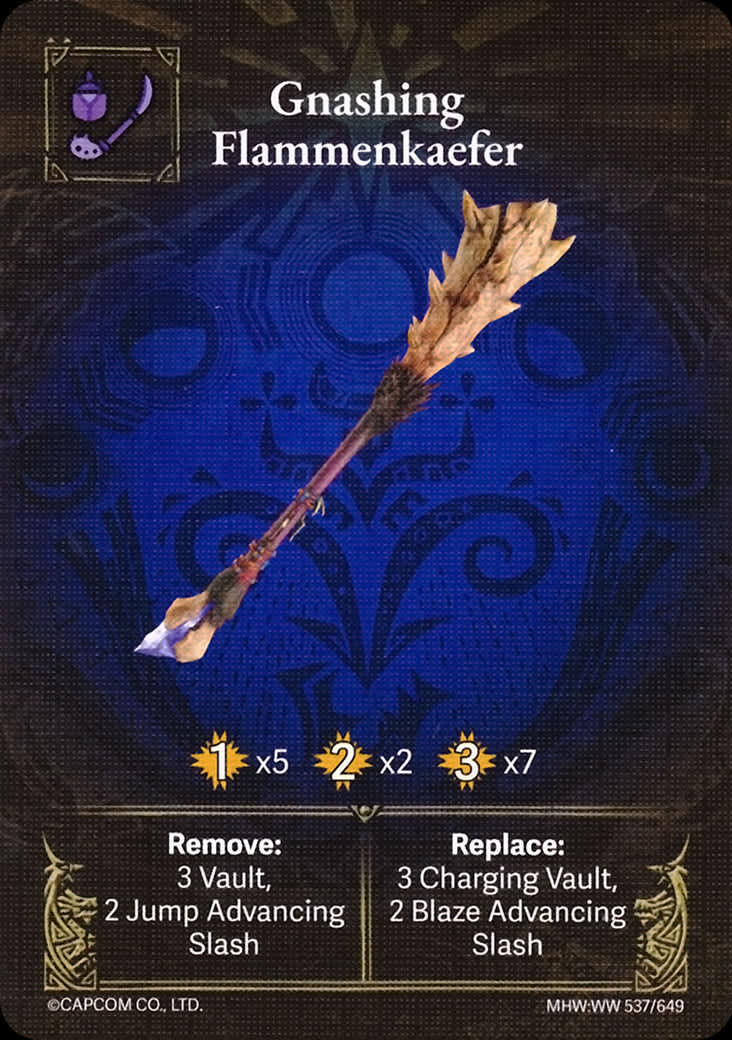 Gnashing
Flammenkaefer
1 x5 2 x2 3 x7
Remove:
3 Vault,
2 Jump Advancing
Slash
Replace:
3 Charging Vault,
2 Blaze Advancing
Slash
©CAPCOM CO., LTD.
MHW:WW 537/649